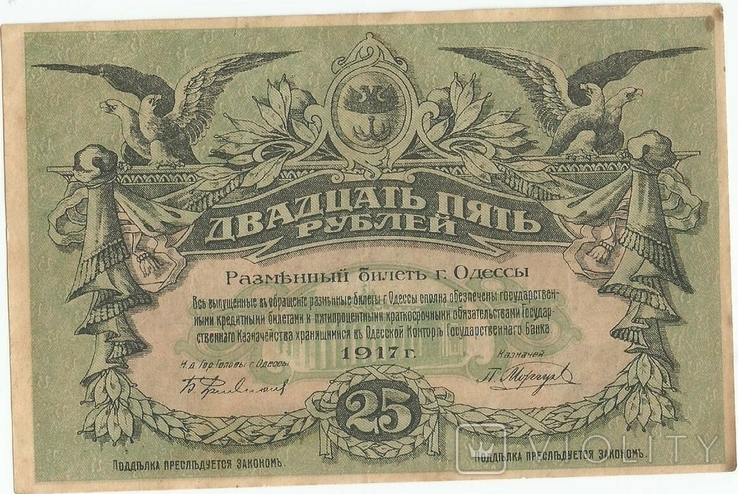 ДВАДЦАТЬ ПЯТЬ
РУБЛЕЙ
Размѣнный билетъ г. Одессы
Всѣ выпущенные въ обращеніе размѣнные билеты г. Одессы сполна обезпечены государствен-
ными кредитными билетами и пятипроцентными краткосрочными обязательствами Государ-
ственнаго Казначейства хранящимися въ Одесской Конторѣ Государственнаго Банка.
1917 г.
И.д. Гор. Головы г. Одессы
Казначей
25
Поддѣлка преслѣдуется закономъ.
Поддѣлка преслѣдуется закономъ.
VIOLITY